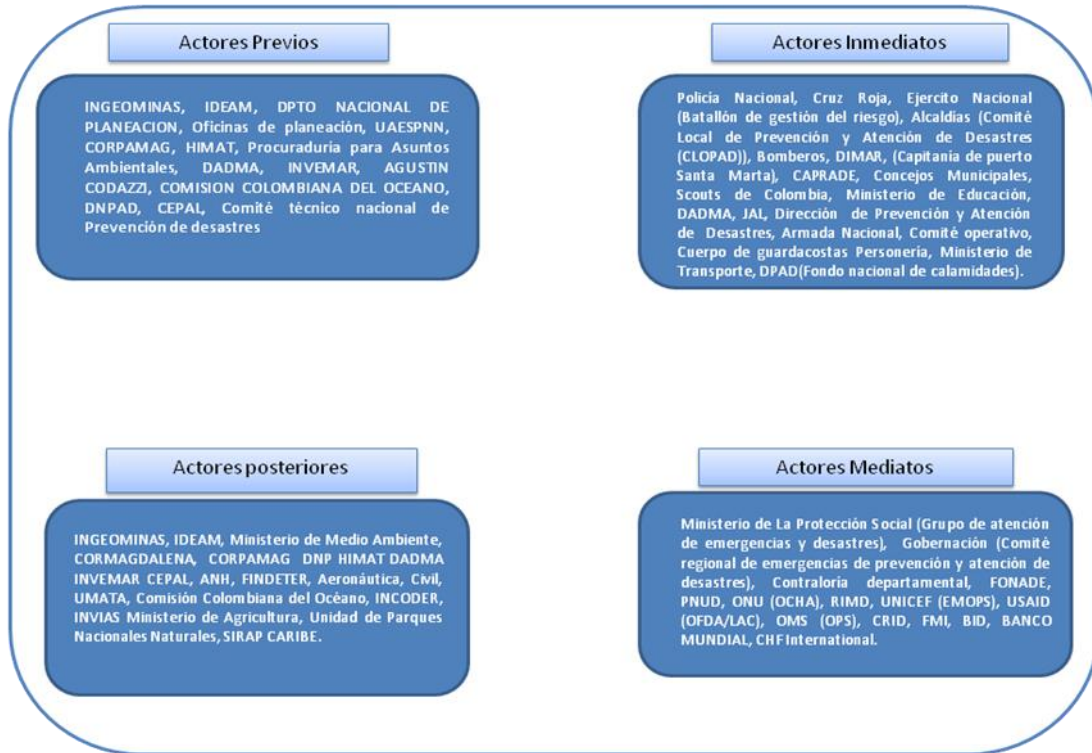 Actores Previos
INGEOMINAS, IDEAM, DPTO NACIONAL DE
PLANEACION, Oficinas de planeación, UAESPNN,
CORPAMAG, HIMAT, Procuraduría para Asuntos
Ambientales, DADMA, INVEMAR, AGUSTIN
CODAZZI, COMISION COLOMBIANA DEL OCEANO,
DNPAD, CEPAL, Comité técnico nacional de
Prevención de desastres
Actores Inmediatos
Policía Nacional, Cruz Roja, Ejercito Nacional
(Batallón de gestión del riesgo), Alcaldías (Comité
Local de Prevención y Atención de Desastres
(CLOPAD)), Bomberos, DIMAR, (Capitanía de puerto
Santa Marta), CAPRADE, Concejos Municipales,
Scouts de Colombia, Ministerio de Educación,
DADMA, JAL, Dirección de Prevención y Atención
de Desastres, Armada Nacional, Comité operativo,
Cuerpo de guardacostas Personería, Ministerio de
Transporte, DPAD(Fondo nacional de calamidades).
Actores posteriores
INGEOMINAS, IDEAM, Ministerio de Medio Ambiente,
CORMAGDALENA, CORPAMAG DNP HIMAT DADMA
INVEMAR CEPAL, ANH, FINDETER, Aeronáutica, Civil,
UMATA, Comisión Colombiana del Océano, INCODER,
INVIAS Ministerio de Agricultura, Unidad de Parques
Nacionales Naturales, SIRAP CARIBE.
Actores Mediatos
Ministerio de La Protección Social (Grupo de atención
de emergencias y desastres), Gobernación (Comité
regional de emergencias de prevención y atención de
desastres), Contraloría departamental, FONADE,
PNUD, ONU (OCHA), RIMD, UNICEF (EMOPS), USAID
(OFDA/LAC), OMS (OPS), CRID, FMI, BID, BANCO
MUNDIAL, CHF International.